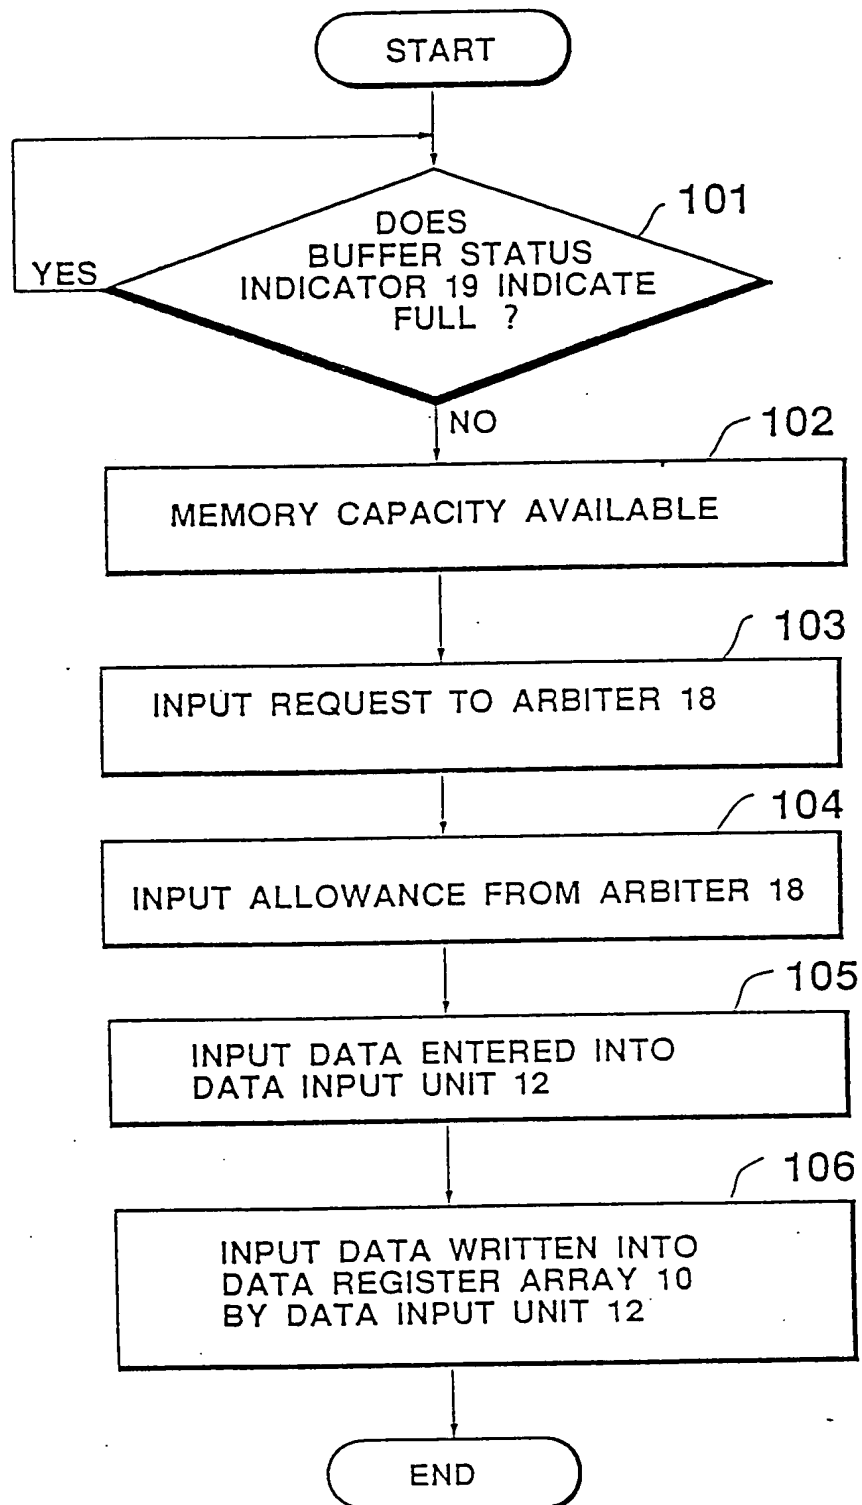 START
101
DOES
BUFFER STATUS
INDICATOR 19 INDICATE
FULL ?
YES
NO
102
MEMORY CAPACITY AVAILABLE
103
INPUT REQUEST TO ARBITER 18
104
INPUT ALLOWANCE FROM ARBITER 18
105
INPUT DATA ENTERED INTO
DATA INPUT UNIT 12
106
INPUT DATA WRITTEN INTO
DATA REGISTER ARRAY 10
BY DATA INPUT UNIT 12
END